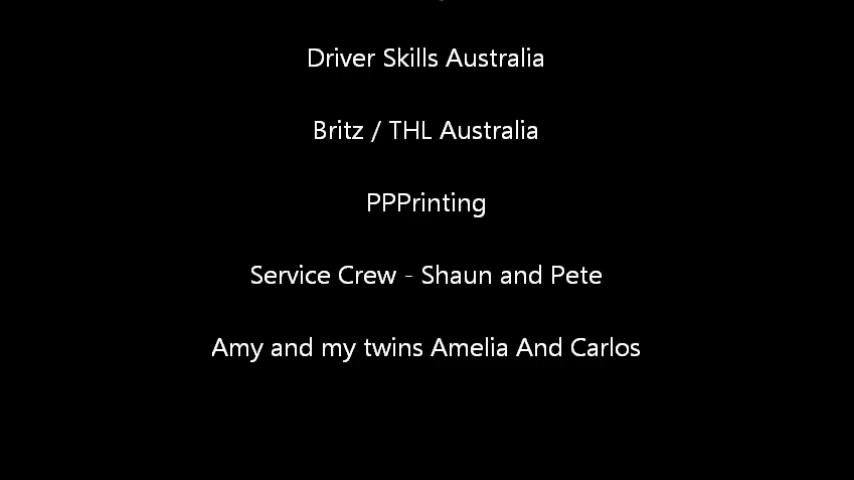 Driver Skills Australia
Britz / THL Australia
PPPrinting
Service Crew - Shaun and Pete
Amy and my twins Amelia And Carlos